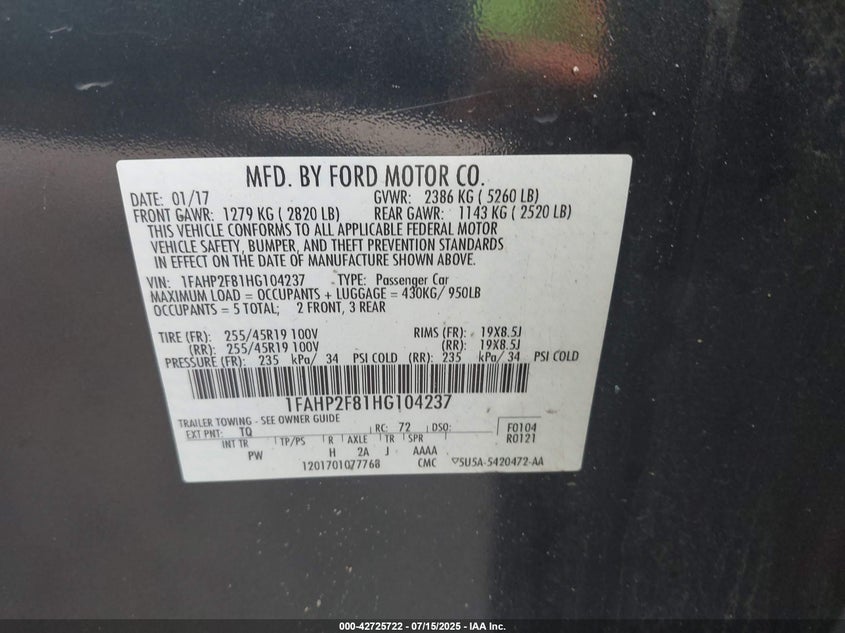 MFD. BY FORD MOTOR CO.
DATE: 01/17 GVWR: 2386 KG ( 5260 LB)
FRONT GAWR: 1279 KG ( 2820 LB) REAR GAWR: 1143 KG ( 2520 LB)
THIS VEHICLE CONFORMS TO ALL APPLICABLE FEDERAL MOTOR
VEHICLE SAFETY, BUMPER, AND THEFT PREVENTION STANDARDS
IN EFFECT ON THE DATE OF MANUFACTURE SHOWN ABOVE.
VIN: 1FAHP2F81HG104237 TYPE: Passenger Car
MAXIMUM LOAD = OCCUPANTS + LUGGAGE = 430KG/ 950LB
OCCUPANTS = 5 TOTAL; 2 FRONT, 3 REAR
TIRE (FR): 255/45R19 100V RIMS (FR): 19X8.5J
(RR): 255/45R19 100V (RR): 19X8.5J
PRESSURE (FR): 235 kPa/ 34 PSI COLD (RR): 235 kPa/ 34 PSI COLD
1FAHP2F81HG104237
TRAILER TOWING - SEE OWNER GUIDE
EXT PNT: TQ RC: 72 DSO: F0104
R0121
INT TR TP/PS R AXLE TR SPR
PW H 2A J AAAA
1201701077768 CMC ▽5U5A-5420472-AA
000-42725722 / 07/15/2025 / IAA Inc.